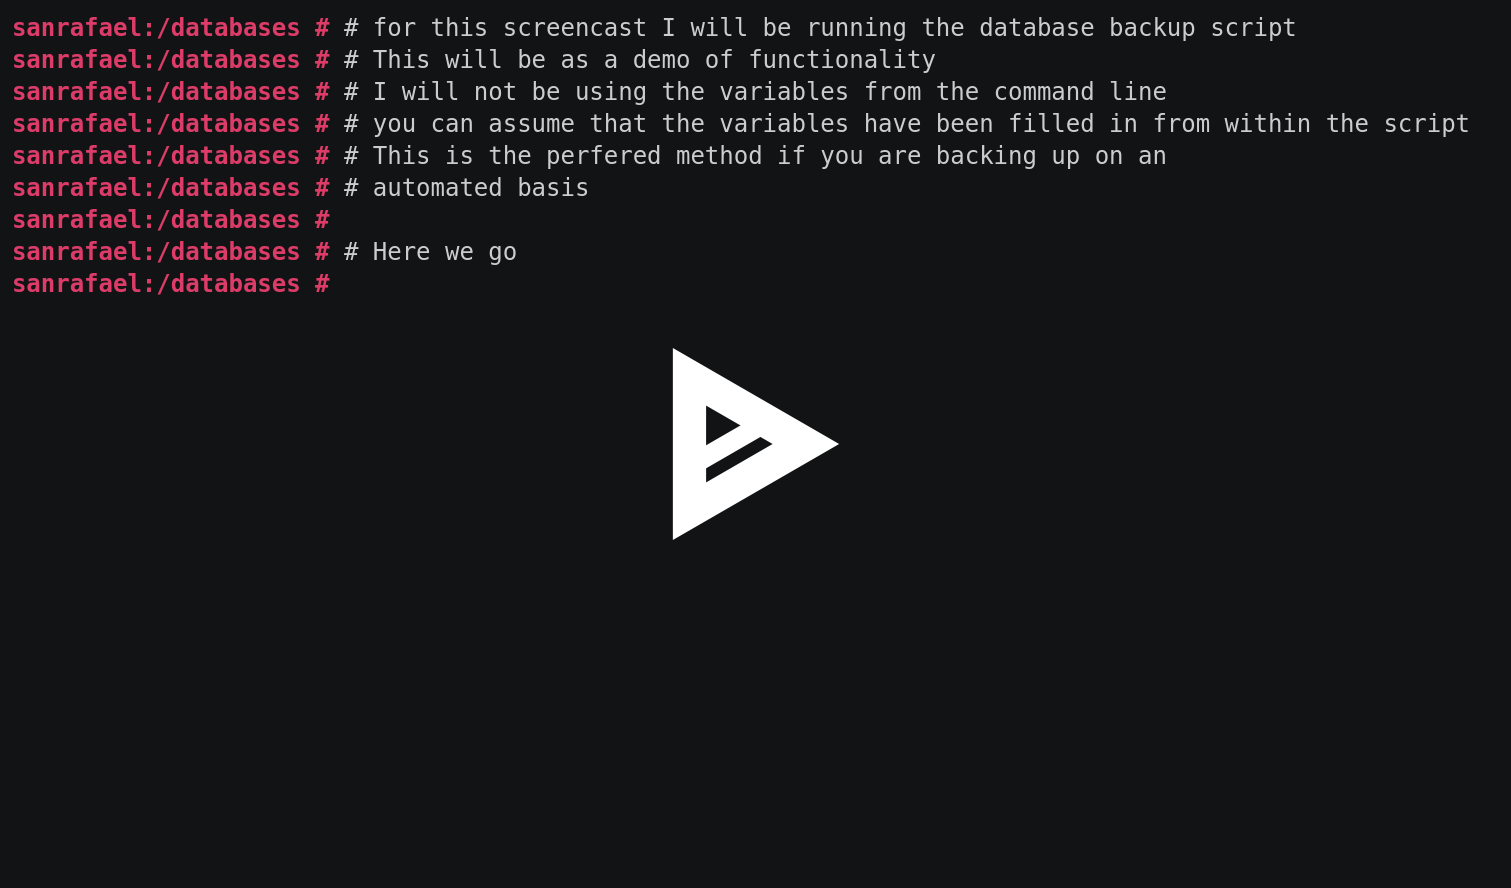 sanrafael:/databases # # for this screencast I will be running the database backup script
sanrafael:/databases # # This will be as a demo of functionality
sanrafael:/databases # # I will not be using the variables from the command line
sanrafael:/databases # # you can assume that the variables have been filled in from within the script
sanrafael:/databases # # This is the perfered method if you are backing up on an
sanrafael:/databases # # automated basis
sanrafael:/databases #
sanrafael:/databases # # Here we go
sanrafael:/databases #